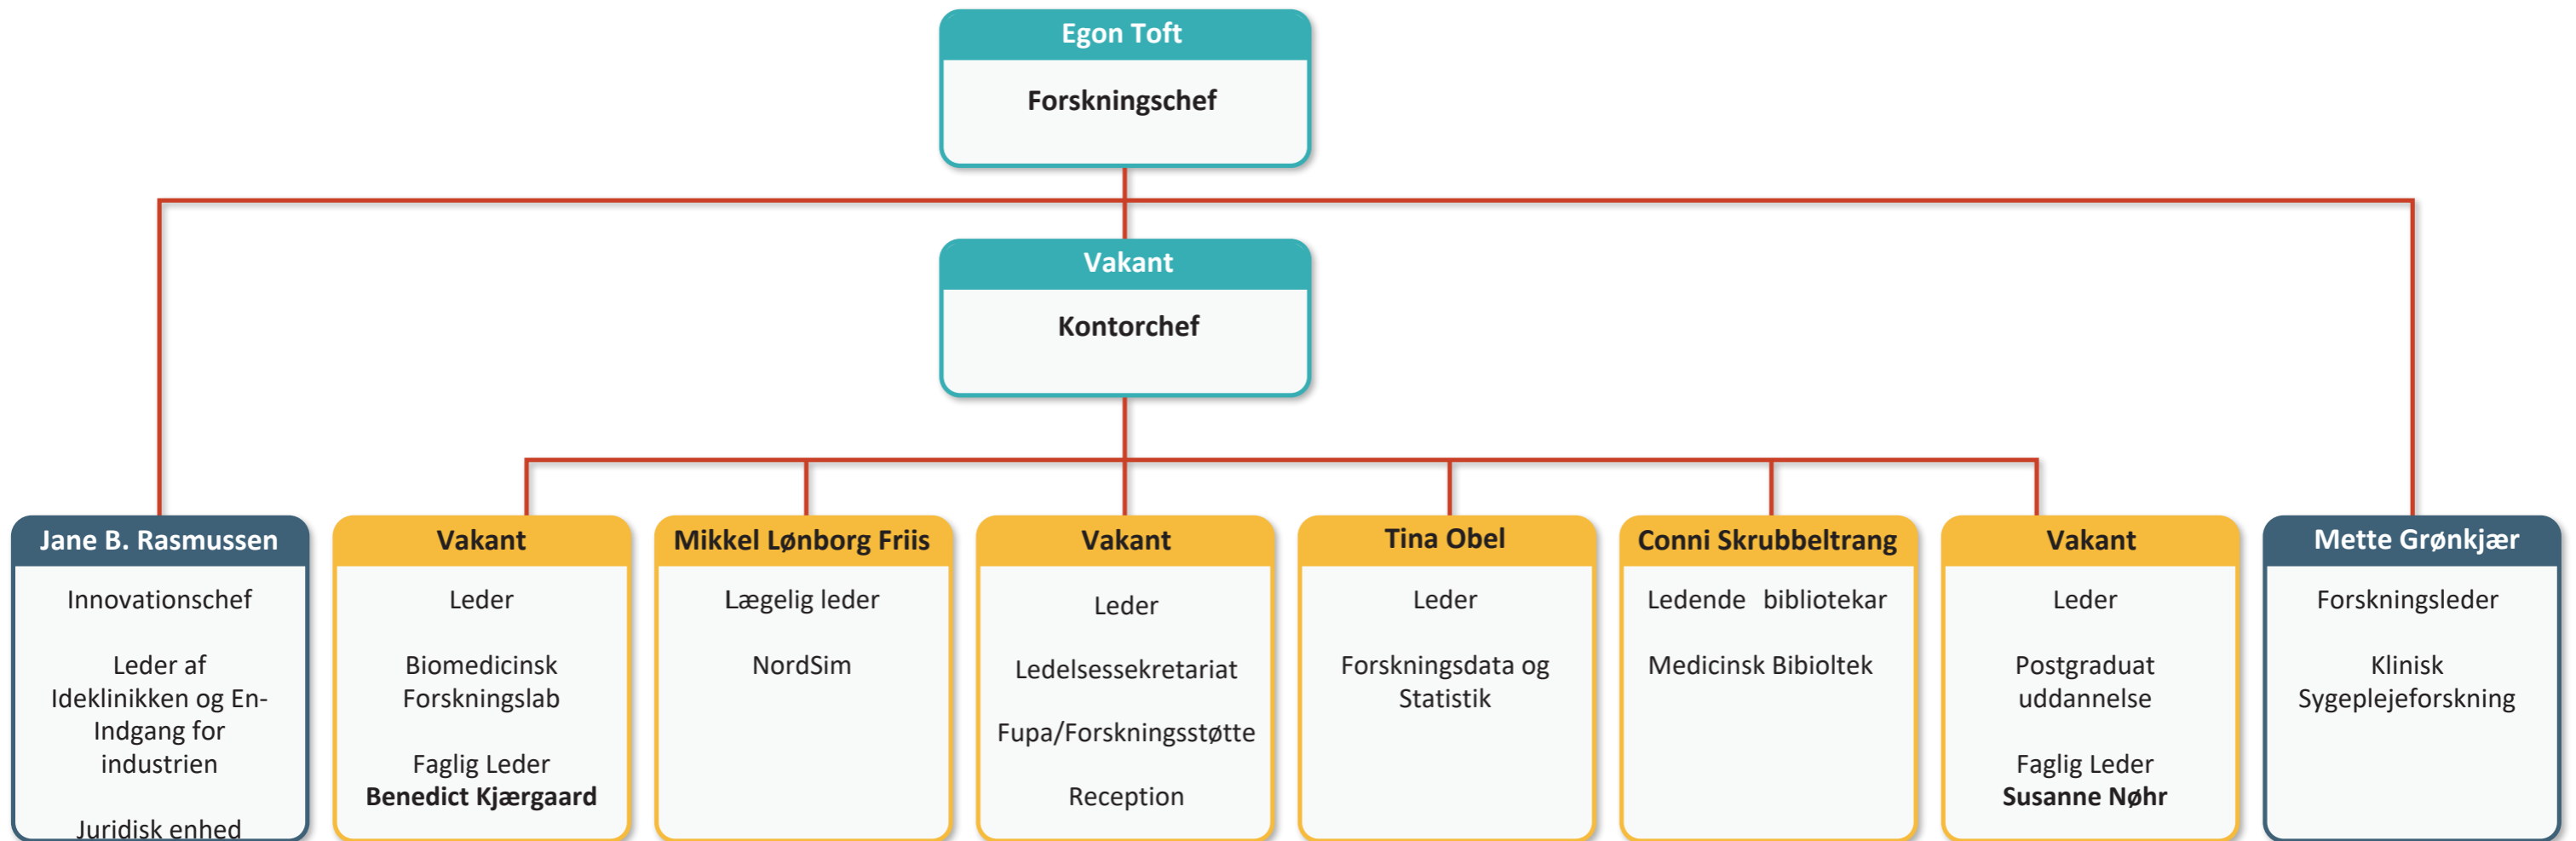 Egon Toft
Forskningschef
Vakant
Kontorchef
Jane B. Rasmussen
Innovationschef
Leder af
Ideklinikken og En-
Indgang for
industrien
Juridisk enhed
Vakant
Leder
Biomedicinsk
Forskningslab
Faglig Leder
Benedict Kjærgaard
Mikkel Lønborg Friis
Lægelig leder
NordSim
Vakant
Leder
Ledelsessekretariat
Fupa/Forskningsstøtte
Reception
Tina Obel
Leder
Forskningsdata og
Statistik
Conni Skrubbeltrang
Ledende bibliotekar
Medicinsk Bibioltek
Vakant
Leder
Postgraduat
uddannelse
Faglig Leder
Susanne Nøhr
Mette Grønkjær
Forskningsleder
Klinisk
Sygeplejeforskning